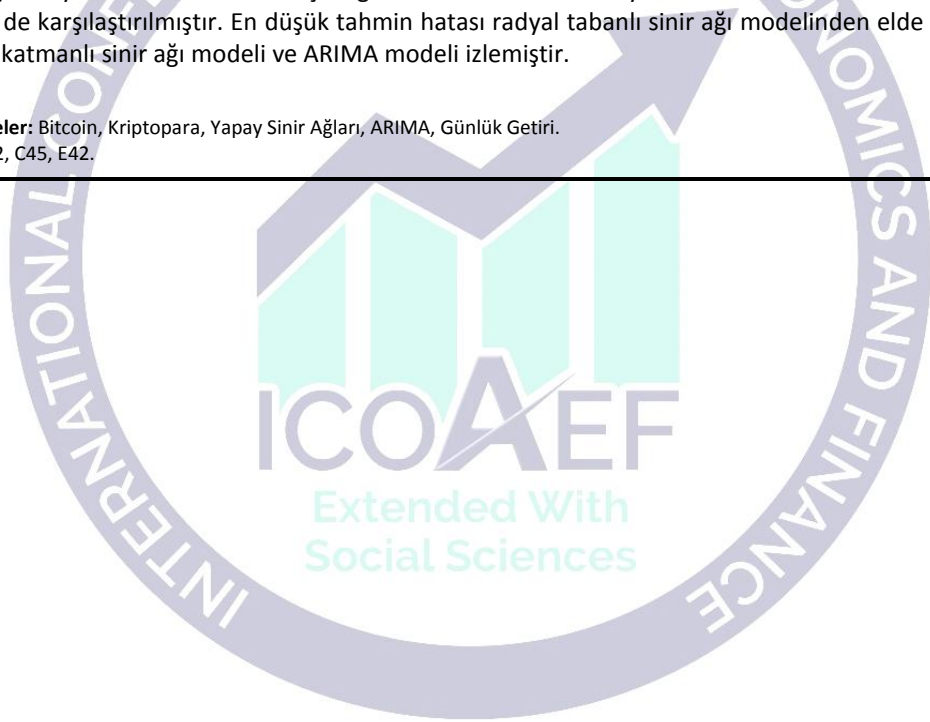 de karşılaştırılmıştır. En düşük tahmin hatası radyal tabanlı sinir ağı modelinden elde
katmanlı sinir ağı modeli ve ARIMA modeli izlemiştir.
eler: Bitcoin, Kriptopara, Yapay Sinir Ağları, ARIMA, Günlük Getiri.
2, C45, E42.
INTERNATIONAL CONFE
ONOMICS AND FINANCE
ICOAEF
Extended With
Social Sciences